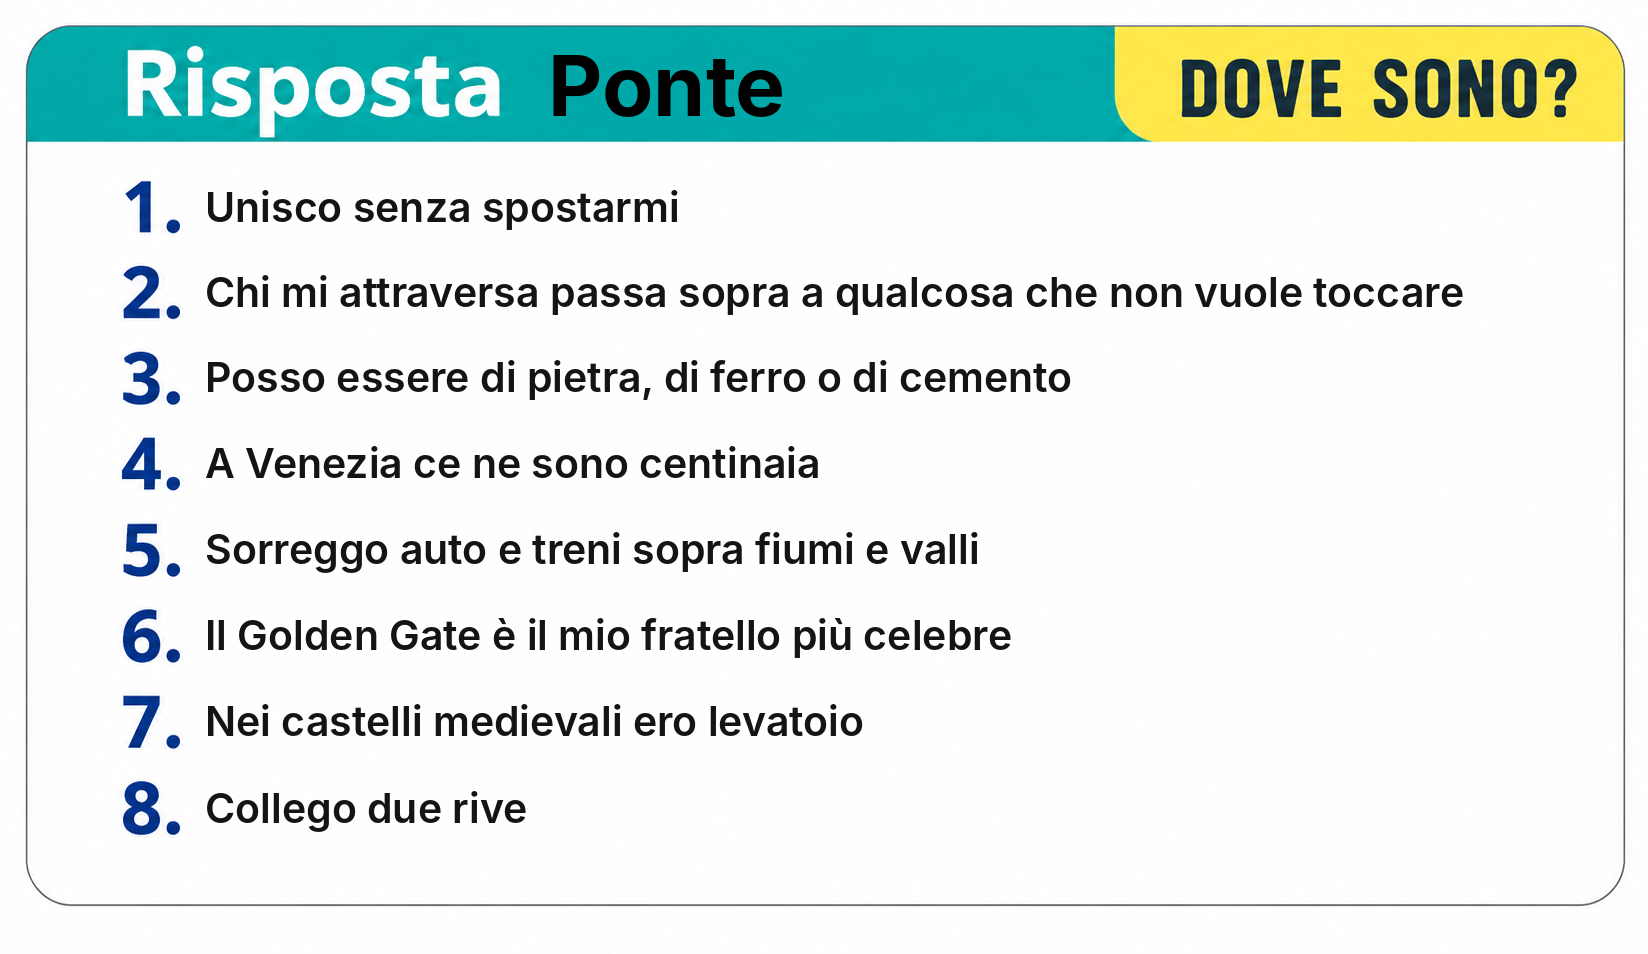 Risposta Ponte
DOVE SONO?
1. Unisco senza spostarmi
2. Chi mi attraversa passa sopra a qualcosa che non vuole toccare
3. Posso essere di pietra, di ferro o di cemento
4. A Venezia ce ne sono centinaia
5. Sorreggo auto e treni sopra fiumi e valli
6. Il Golden Gate è il mio fratello più celebre
7. Nei castelli medievali ero levatoio
8. Collego due rive